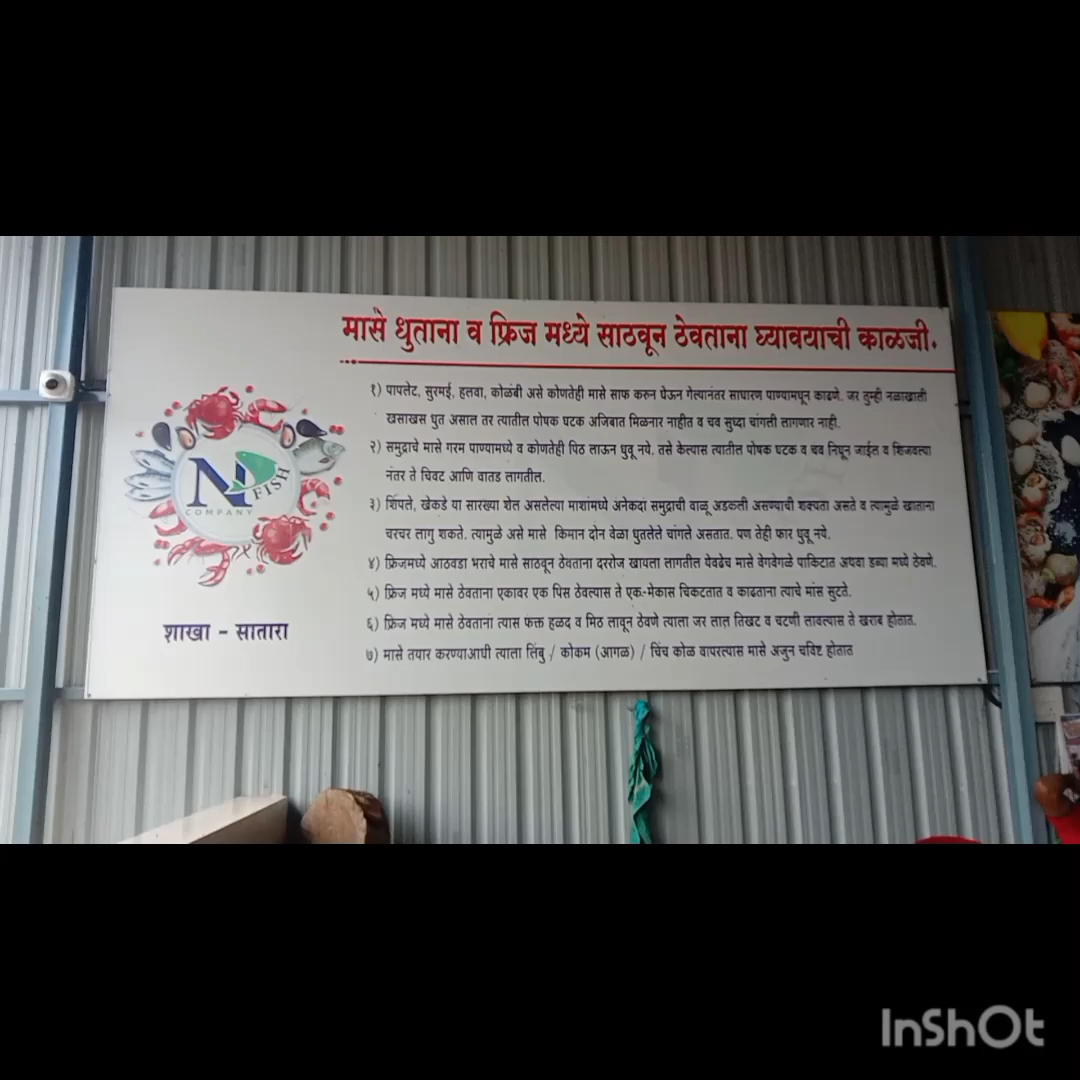 मासे धुताना व फ्रिज मध्ये साठवून ठेवताना घ्यावयाची काळजी.
१) पापलेट, सुरमई, हलवा, कोळंबी असे कोणतेही मासे साफ करुन घेऊन गेल्यानंतर साधारण पाण्यामधून काढणे. जर तुम्ही नळाखाली
खसाखस धुत असाल तर त्यातील पोषक घटक अजिबात मिळनार नाहीत व चव सुध्दा चांगली लागणार नाही.
२) समुद्राचे मासे गरम पाण्यामध्ये व कोणतेही पिठ लाऊन धुवू नये. तसे केल्यास त्यातील पोषक घटक व चव निघून जाईल व शिजवल्या
नंतर ते चिवट आणि वातड लागतील.
३) शिंपले, खेकडे या सारख्या शेल असलेल्या माशांमध्ये अनेकदां समुद्राची वाळू अडकली असण्याची शक्यता असते व त्यामुळे खाताना
चरचर लागु शकते. त्यामुळे असे मासे किमान दोन वेळा धुतलेले चांगले असतात. पण तेही फार धुवू नये.
४) फ्रिजमध्ये आठवडा भराचे मासे साठवून ठेवताना दररोज खायला लागतील येवढेच मासे वेगवेगळे पाकिटात अथवा डब्या मध्ये ठेवणे.
५) फ्रिज मध्ये मासे ठेवताना एकावर एक पिस ठेवल्यास ते एक-मेकास चिकटतात व काढताना त्याचे मांस सुटते.
६) फ्रिज मध्ये मासे ठेवताना त्यास फक्त हळद व मिठ लावून ठेवणे त्याला जर लाल तिखट व चटणी लावल्यास ते खराब होतात.
७) मासे तयार करण्याआधी त्याला लिंबु / कोकम (आगळ) / चिंच कोळ वापरल्यास मासे अजुन चविष्ट होतात
NP FISH
COMPANY
शाखा - सातारा
InShOt